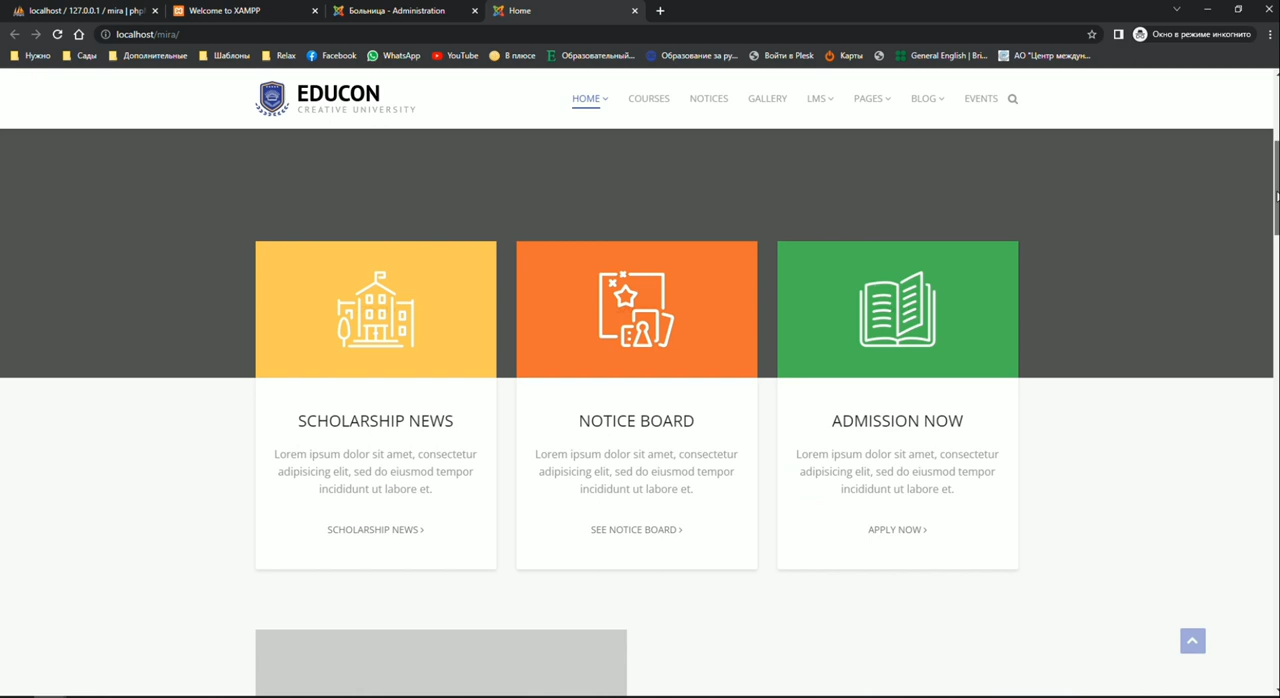 localhost / 127.0.0.1 / mira | php
Welcome to XAMPP
Больница - Administration
Home
localhost/mira/
Окно в режиме инкогнито
Нужно
Сады
Дополнительные
Шаблоны
Relax
Facebook
WhatsApp
YouTube
В плюсе
Образовательный...
Образование за ру...
Войти в Plesk
Карты
General English | Bri...
АО "Центр междун...
EDUCON
CREATIVE UNIVERSITY
HOME
COURSES
NOTICES
GALLERY
LMS
PAGES
BLOG
EVENTS
SCHOLARSHIP NEWS
Lorem ipsum dolor sit amet, consectetur
adipisicing elit, sed do eiusmod tempor
incididunt ut labore et.
SCHOLARSHIP NEWS >
NOTICE BOARD
Lorem ipsum dolor sit amet, consectetur
adipisicing elit, sed do eiusmod tempor
incididunt ut labore et.
SEE NOTICE BOARD >
ADMISSION NOW
Lorem ipsum dolor sit amet, consectetur
adipisicing elit, sed do eiusmod tempor
incididunt ut labore et.
APPLY NOW >